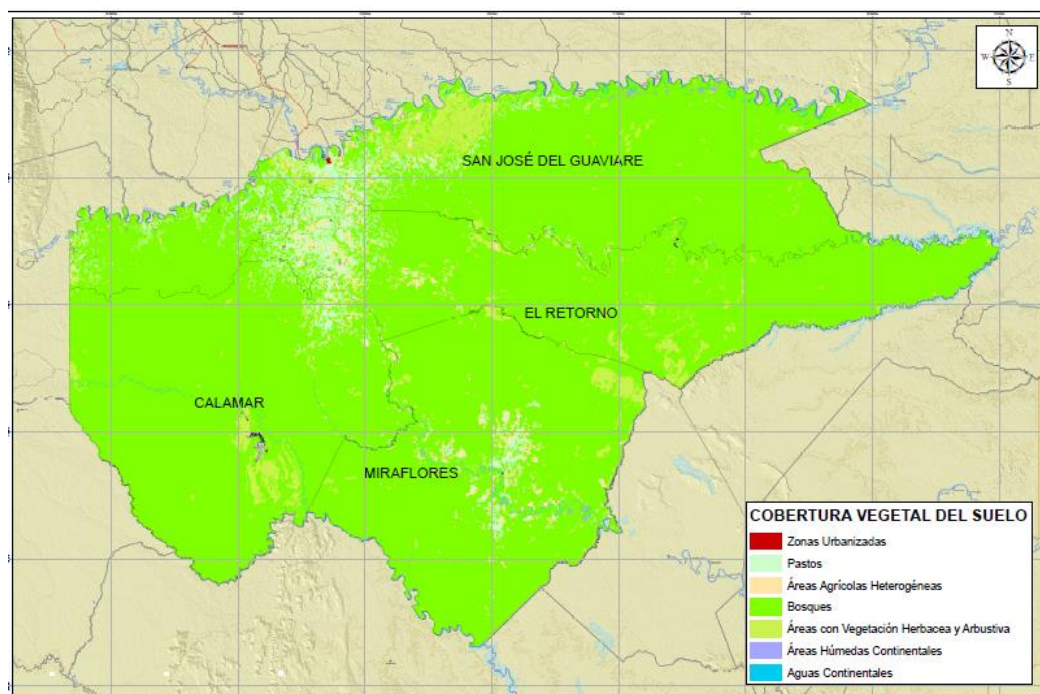 N
W E
S
SAN JOSÉ DEL GUAVIARE
EL RETORNO
CALAMAR
MIRAFLORES
COBERTURA VEGETAL DEL SUELO
Zonas Urbanizadas
Pastos
Áreas Agrícolas Heterogéneas
Bosques
Áreas con Vegetación Herbacea y Arbustiva
Áreas Húmedas Continentales
Aguas Continentales